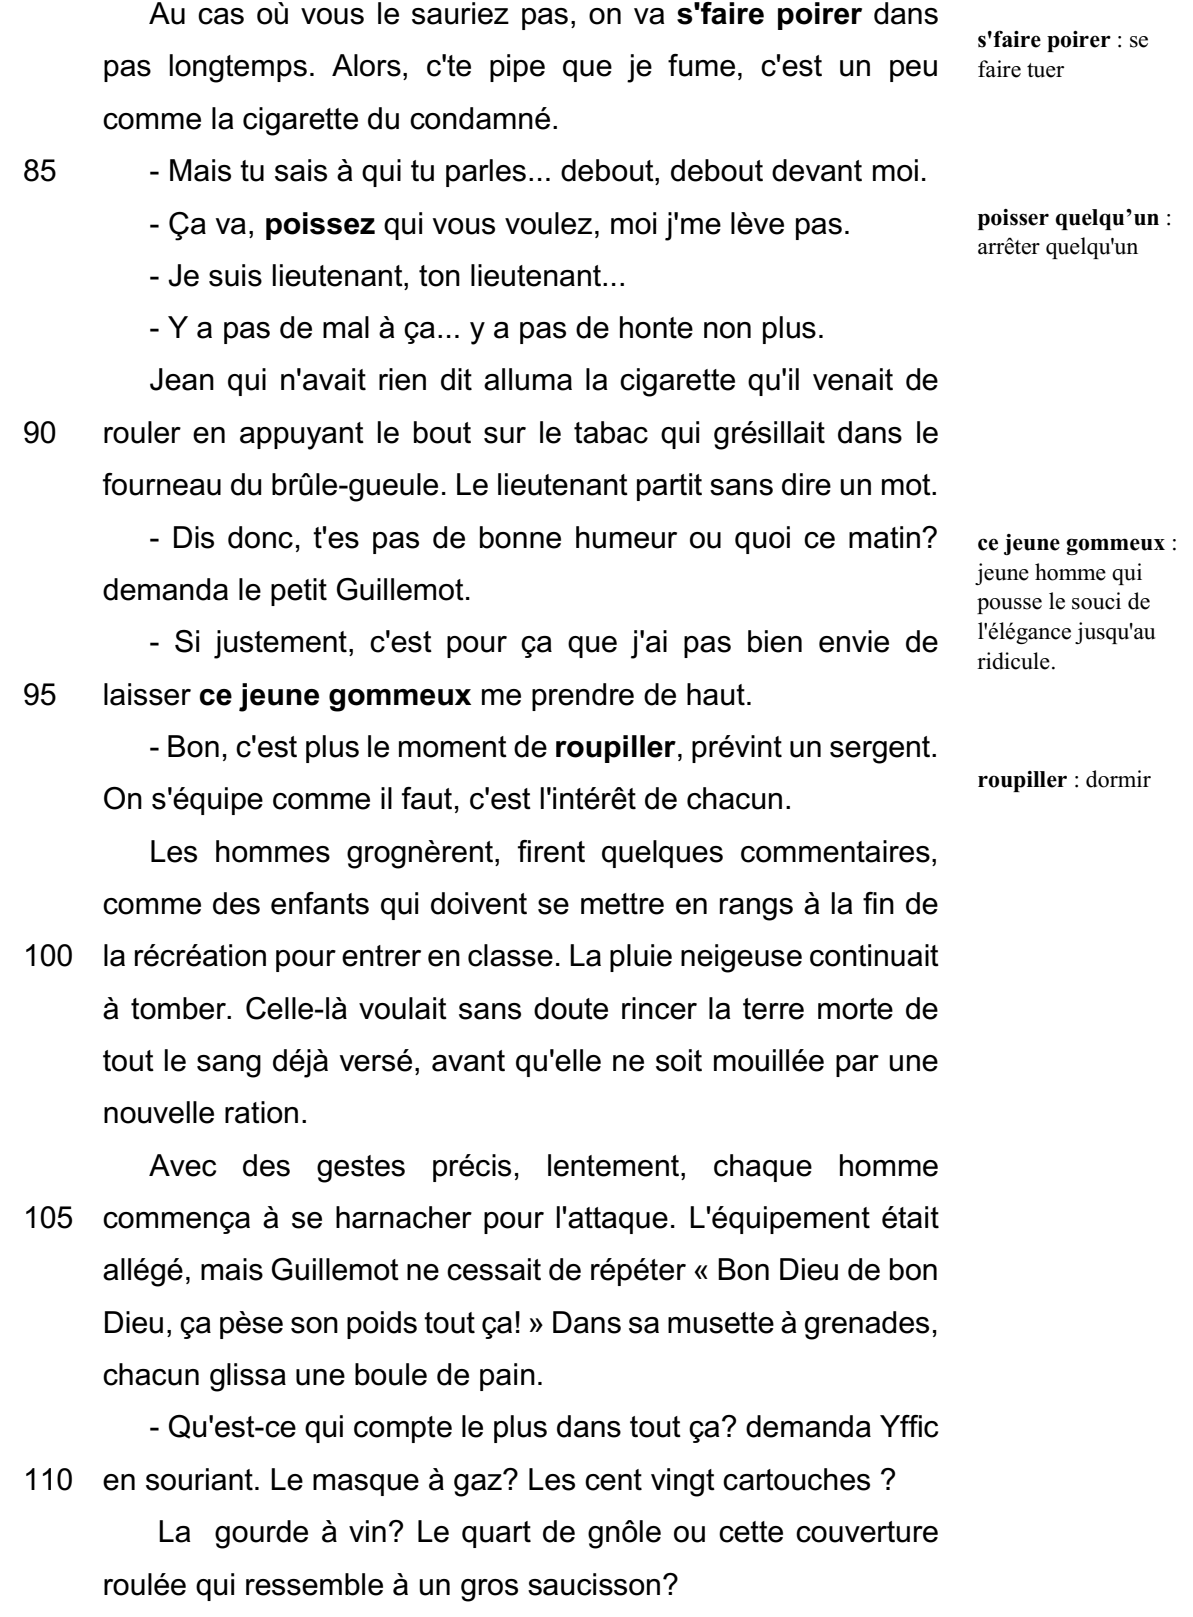 Au cas où vous le sauriez pas, on va s'faire poirer dans
pas longtemps. Alors, c'te pipe que je fume, c'est un peu
comme la cigarette du condamné.
s'faire poirer : se
faire tuer
85 - Mais tu sais à qui tu parles... debout, debout devant moi.
- Ça va, poissez qui vous voulez, moi j'me lève pas.
poisser quelqu’un :
arrêter quelqu'un
- Je suis lieutenant, ton lieutenant...
- Y a pas de mal à ça... y a pas de honte non plus.
Jean qui n'avait rien dit alluma la cigarette qu'il venait de
90 rouler en appuyant le bout sur le tabac qui grésillait dans le
fourneau du brûle-gueule. Le lieutenant partit sans dire un mot.
- Dis donc, t'es pas de bonne humeur ou quoi ce matin?
demanda le petit Guillemot.
- Si justement, c'est pour ça que j'ai pas bien envie de
95 laisser ce jeune gommeux me prendre de haut.
ce jeune gommeux :
jeune homme qui
pousse le souci de
l'élégance jusqu'au
ridicule.
- Bon, c'est plus le moment de roupiller, prévint un sergent.
On s'équipe comme il faut, c'est l'intérêt de chacun.
roupiller : dormir
Les hommes grognèrent, firent quelques commentaires,
comme des enfants qui doivent se mettre en rangs à la fin de
100 la récréation pour entrer en classe. La pluie neigeuse continuait
à tomber. Celle-là voulait sans doute rincer la terre morte de
tout le sang déjà versé, avant qu'elle ne soit mouillée par une
nouvelle ration.
Avec des gestes précis, lentement, chaque homme
105 commença à se harnacher pour l'attaque. L'équipement était
allégé, mais Guillemot ne cessait de répéter « Bon Dieu de bon
Dieu, ça pèse son poids tout ça! » Dans sa musette à grenades,
chacun glissa une boule de pain.
- Qu'est-ce qui compte le plus dans tout ça? demanda Yffic
110 en souriant. Le masque à gaz? Les cent vingt cartouches ?
La gourde à vin? Le quart de gnôle ou cette couverture
roulée qui ressemble à un gros saucisson?